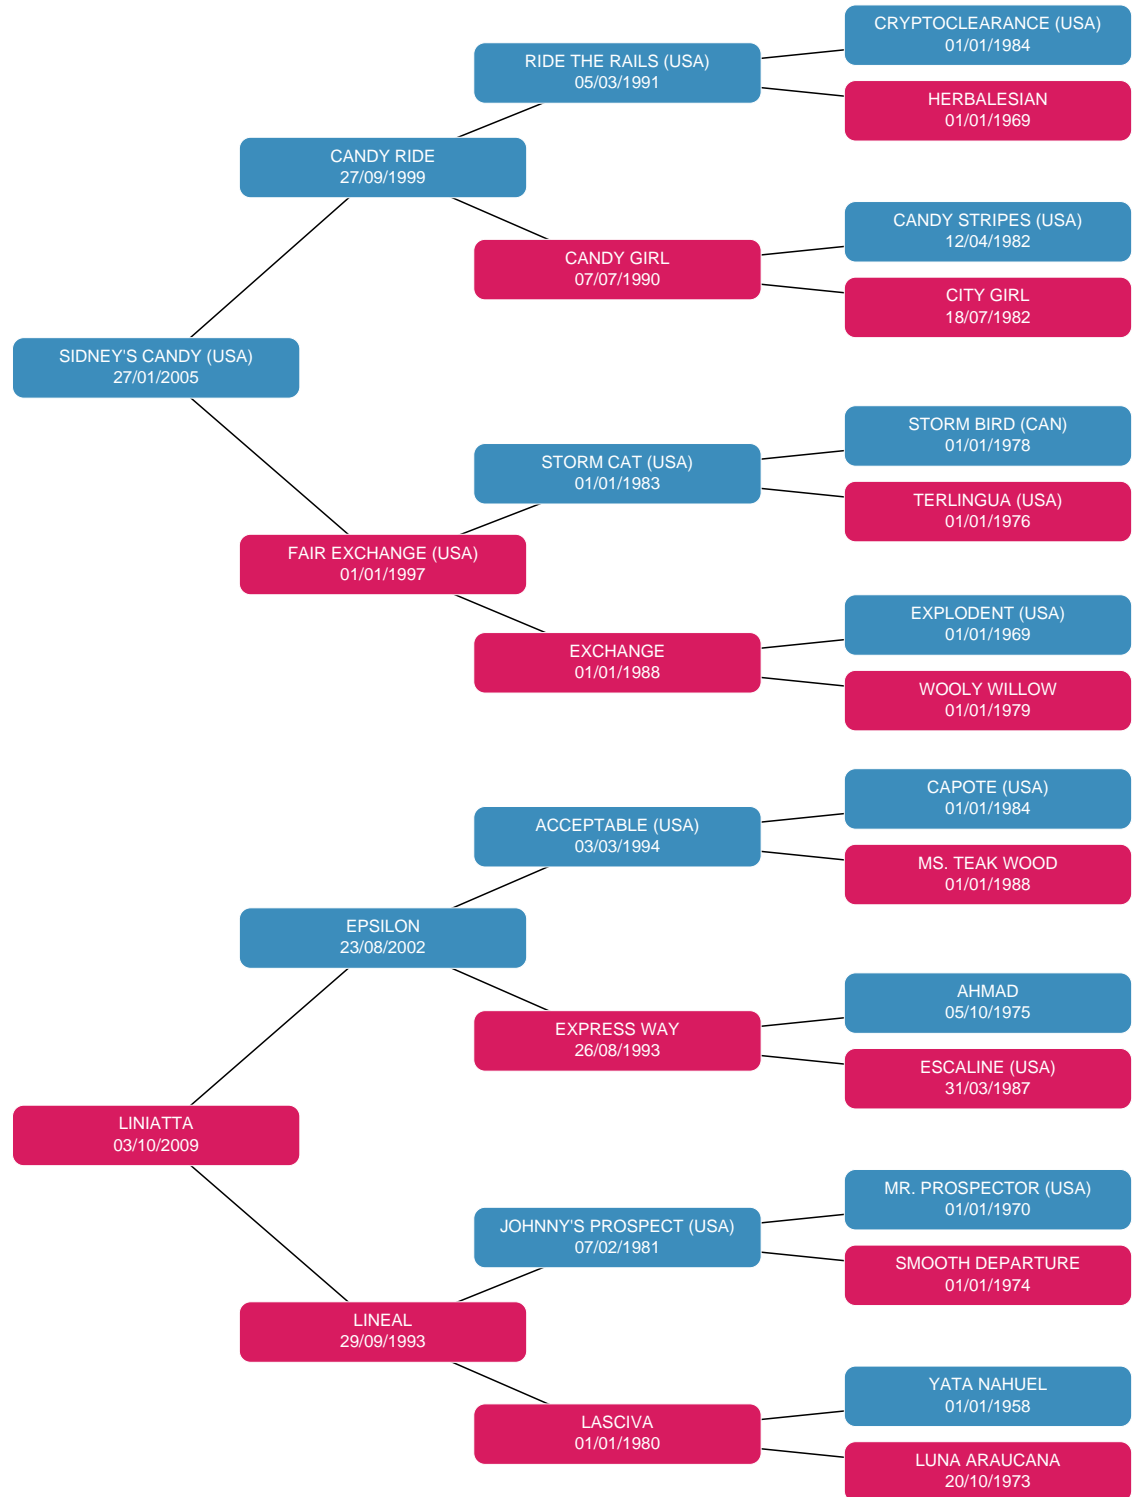 CRYPTOCLEARANCE (USA)
01/01/1984
RIDE THE RAILS (USA)
05/03/1991
HERBALESIAN
01/01/1969
CANDY RIDE
27/09/1999
CANDY STRIPES (USA)
12/04/1982
CANDY GIRL
07/07/1990
CITY GIRL
18/07/1982
SIDNEY'S CANDY (USA)
27/01/2005
STORM BIRD (CAN)
01/01/1978
STORM CAT (USA)
01/01/1983
TERLINGUA (USA)
01/01/1976
FAIR EXCHANGE (USA)
01/01/1997
EXPLODENT (USA)
01/01/1969
EXCHANGE
01/01/1988
WOOLY WILLOW
01/01/1979
CAPOTE (USA)
01/01/1984
ACCEPTABLE (USA)
03/03/1994
MS. TEAK WOOD
01/01/1988
EPSILON
23/08/2002
AHMAD
05/10/1975
EXPRESS WAY
26/08/1993
ESCALINE (USA)
31/03/1987
LINIATTA
03/10/2009
MR. PROSPECTOR (USA)
01/01/1970
JOHNNY'S PROSPECT (USA)
07/02/1981
SMOOTH DEPARTURE
01/01/1974
LINEAL
29/09/1993
YATA NAHUEL
01/01/1958
LASCIVA
01/01/1980
LUNA ARAUCANA
20/10/1973